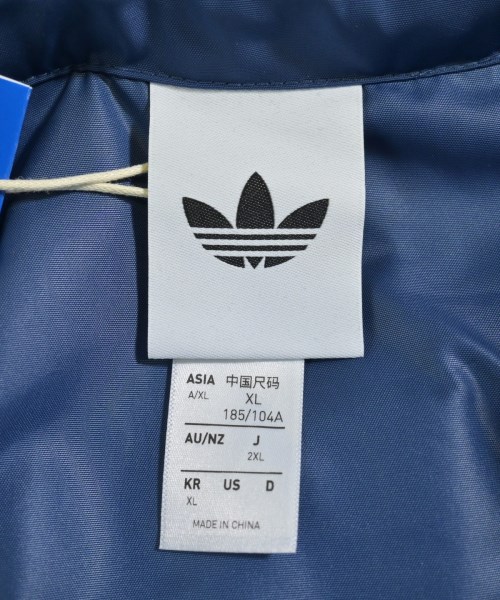 ASIA 中国尺码
A/XL XL
185/104A
AU/NZ J
2XL
KR US D
XL
MADE IN CHINA